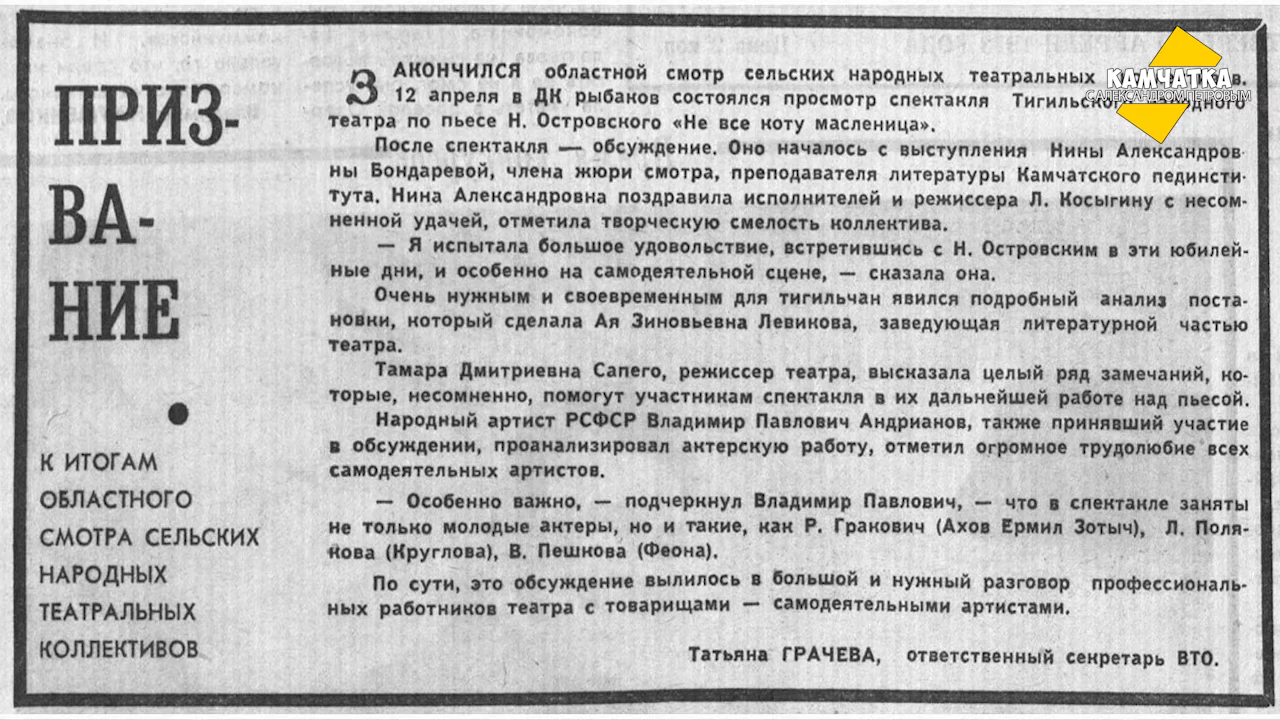 ПРИЗ-
ВА-
НИЕ
К ИТОГАМ
ОБЛАСТНОГО
СМОТРА СЕЛЬСКИХ
НАРОДНЫХ
ТЕАТРАЛЬНЫХ
КОЛЛЕКТИВОВ
ЗАКОНЧИЛСЯ областной смотр сельских народных театральных
12 апреля в ДК рыбаков состоялся просмотр спектакля
театра по пьесе Н. Островского «Не все коту масленица».
После спектакля — обсуждение. Оно началось с выступления Нины Александров-
ны Бондаревой, члена жюри смотра, преподавателя литературы Камчатского пединсти-
тута. Нина Александровна поздравила исполнителей и режиссера Л. Косыгину с несом-
ненной удачей, отметила творческую смелость коллектива.
— Я испытала большое удовольствие, встретившись с Н. Островским в эти юбилей-
ные дни, и особенно на самодеятельной сцене, — сказала она.
Очень нужным и своевременным для тигильчан явился подробный анализ поста-
новки, который сделала Ая Зиновьевна Левикова, заведующая литературной частью
театра.
Тамара Дмитриевна Сапего, режиссер театра, высказала целый ряд замечаний, ко-
торые, несомненно, помогут участникам спектакля в их дальнейшей работе над пьесой.
Народный артист РСФСР Владимир Павлович Андрианов, также принявший участие
в обсуждении, проанализировал актерскую работу, отметил огромное трудолюбие всех
самодеятельных артистов.
— Особенно важно, — подчеркнул Владимир Павлович, — что в спектакле заняты
не только молодые актеры, но и такие, как Р. Гракович (Ахов Ермил Зотыч), Л. Поля-
кова (Круглова), В. Пешкова (Феона).
По сути, это обсуждение вылилось в большой и нужный разговор профессиональ-
ных работников театра с товарищами — самодеятельными артистами.
Татьяна ГРАЧЕВА, ответственный секретарь ВТО.
КАМЧАТКА
С АЛЕКСАНДРОМ ПЕТРОВЫМ